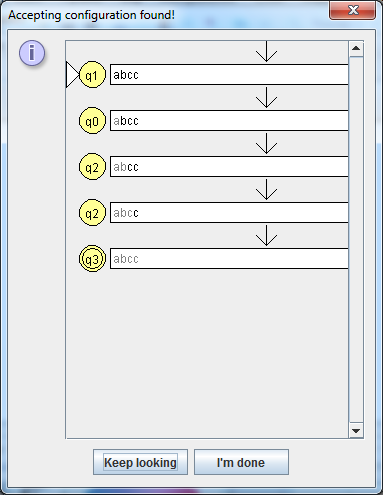 Accepting configuration found!
i
q1 abcc
q0 abcc
q2 abcc
q2 abcc
q3 abcc
Keep looking I'm done